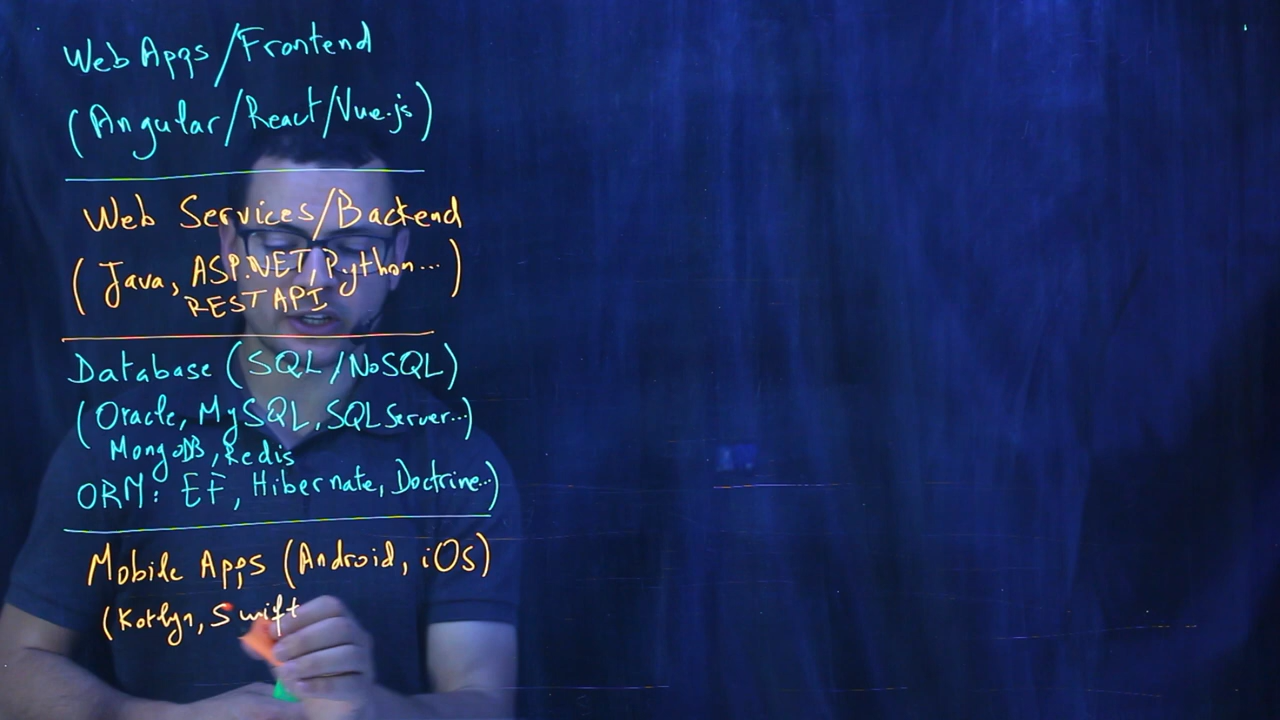 Web Apps/Frontend
(Angular/React/Vue.js)
Web Services/Backend
(Java, ASP.NET, Python...)
REST API
Database (SQL/NoSQL)
(Oracle, MySQL, SQL Server...)
MongoDB, Redis
ORM: EF, Hibernate, Doctrine...)
Mobile Apps (Android, iOS)
(Kotlyn, Swift